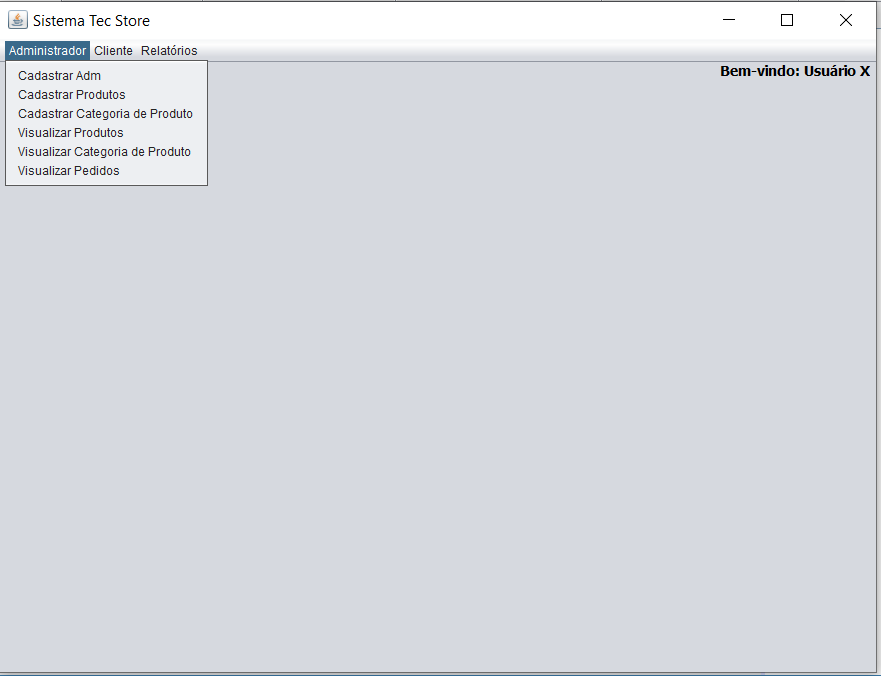 Sistema Tec Store
Administrador Cliente Relatórios
Bem-vindo: Usuário X
Cadastrar Adm
Cadastrar Produtos
Cadastrar Categoria de Produto
Visualizar Produtos
Visualizar Categoria de Produto
Visualizar Pedidos